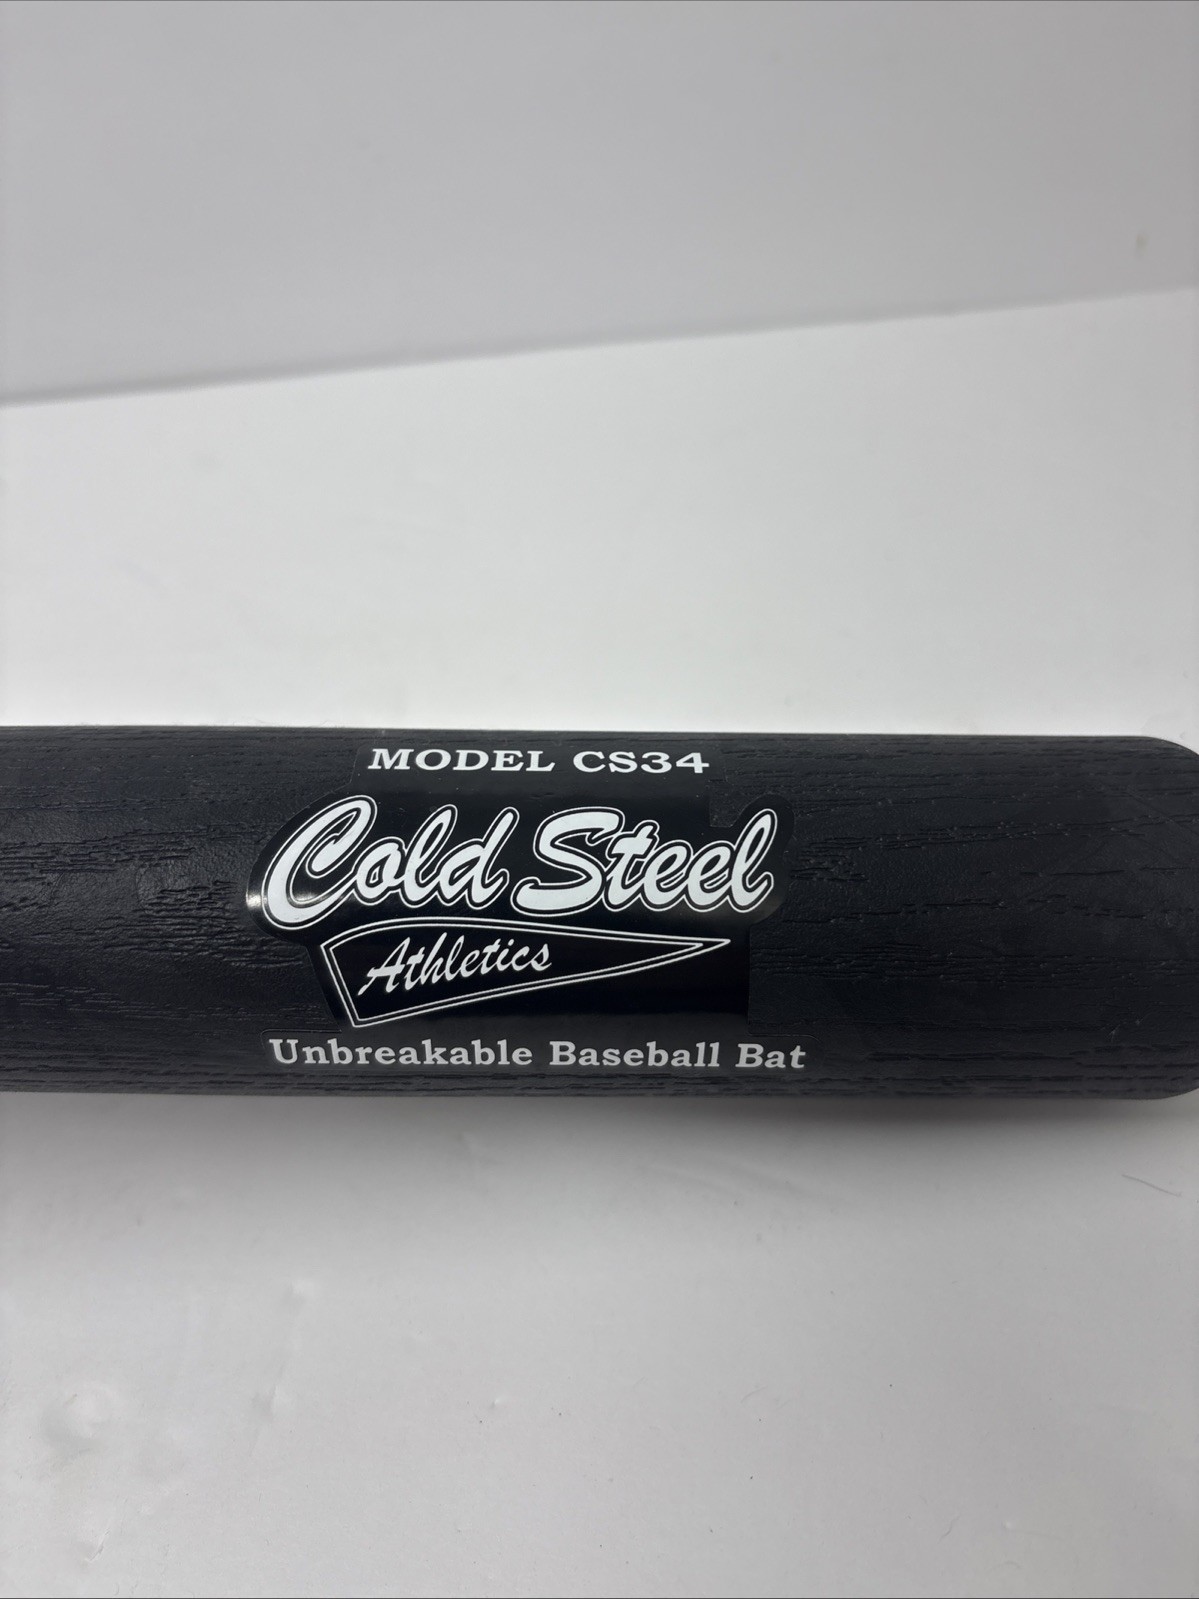 MODEL CS34
Cold Steel
Athletics
Unbreakable Baseball Bat